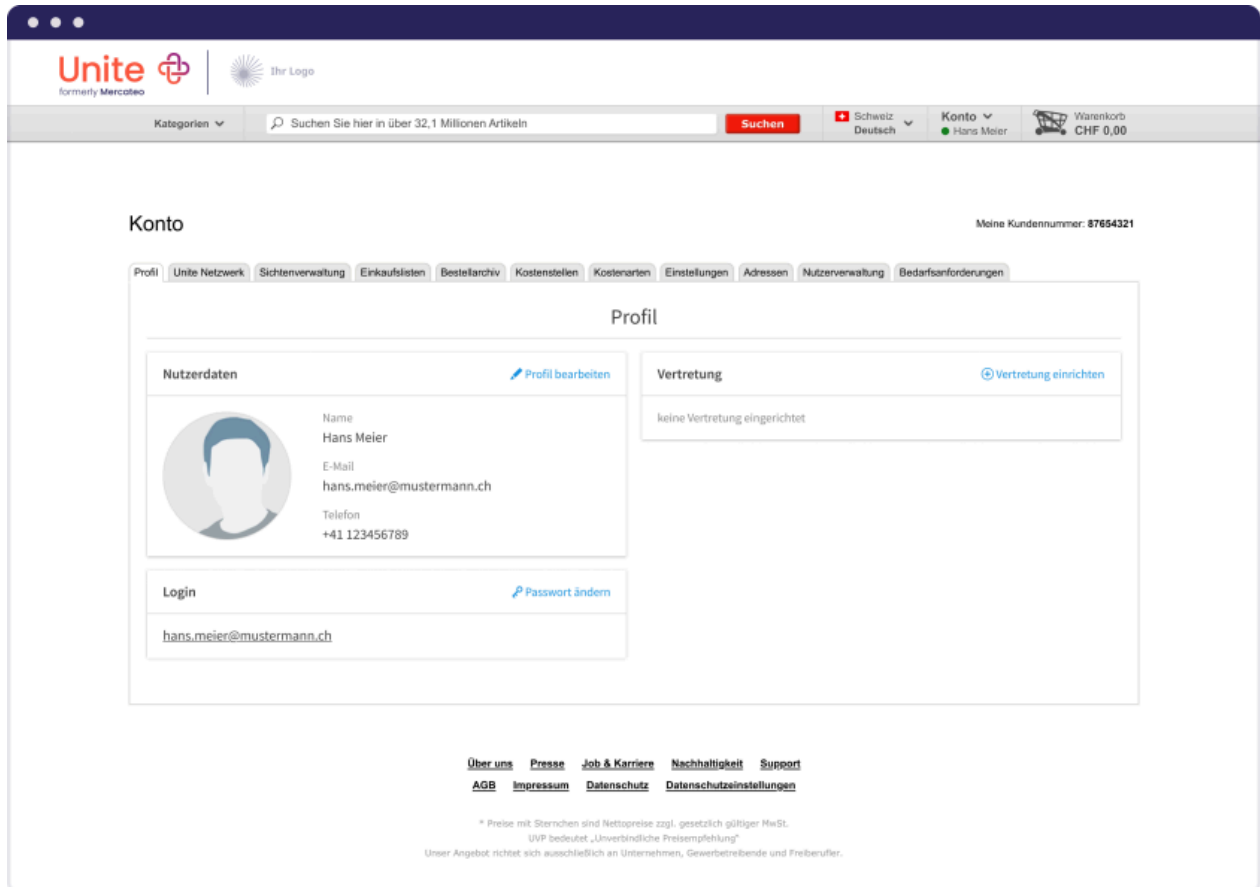 Unite
formerly Mercateo
Ihr Logo
Kategorien
Suchen Sie hier in über 32,1 Millionen Artikeln
Suchen
Schweiz
Deutsch
Konto
Hans Meier
Warenkorb
CHF 0,00
Konto
Meine Kundennummer: 87654321
Profil Unite Netzwerk Sichtenverwaltung Einkaufslisten Bestellarchiv Kostenstellen Kostenarten Einstellungen Adressen Nutzerverwaltung Bedarfsanforderungen
Profil
Nutzerdaten
Profil bearbeiten
Name
Hans Meier
E-Mail
hans.meier@mustermann.ch
Telefon
+41 123456789
Vertretung
Vertretung einrichten
keine Vertretung eingerichtet
Login
Passwort ändern
hans.meier@mustermann.ch
Über uns Presse Job & Karriere Nachhaltigkeit Support
AGB Impressum Datenschutz Datenschutzeinstellungen
* Preise mit Sternchen sind Nettopreise zzgl. gesetzlich gültiger MwSt.
UVP bedeutet „Unverbindliche Preisempfehlung"
Unser Angebot richtet sich ausschließlich an Unternehmen, Gewerbetreibende und Freiberufler.